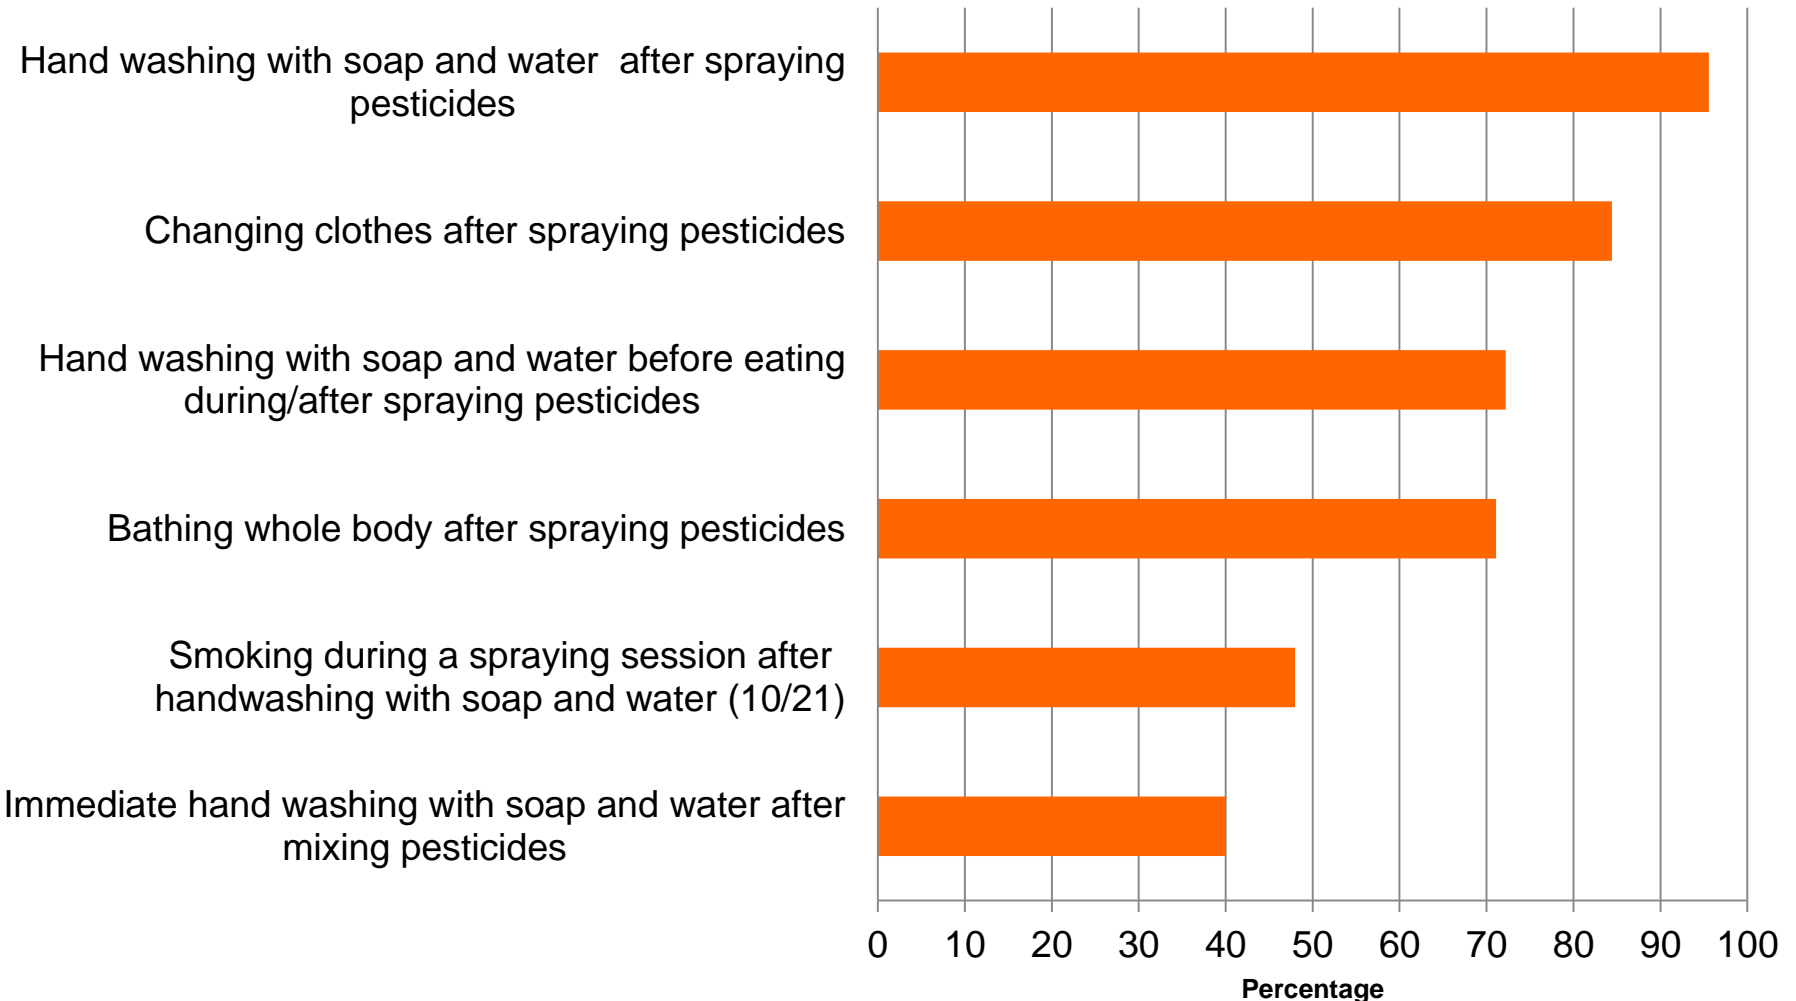 Hand washing with soap and water  after spraying
pesticides
Changing clothes after spraying pesticides
Hand washing with soap and water before eating
during/after spraying pesticides
Bathing whole body after spraying pesticides
Smoking during a spraying session after
handwashing with soap and water (10/21)
Immediate hand washing with soap and water after
mixing pesticides
0 10 20 30 40 50 60 70 80 90 100
Percentage